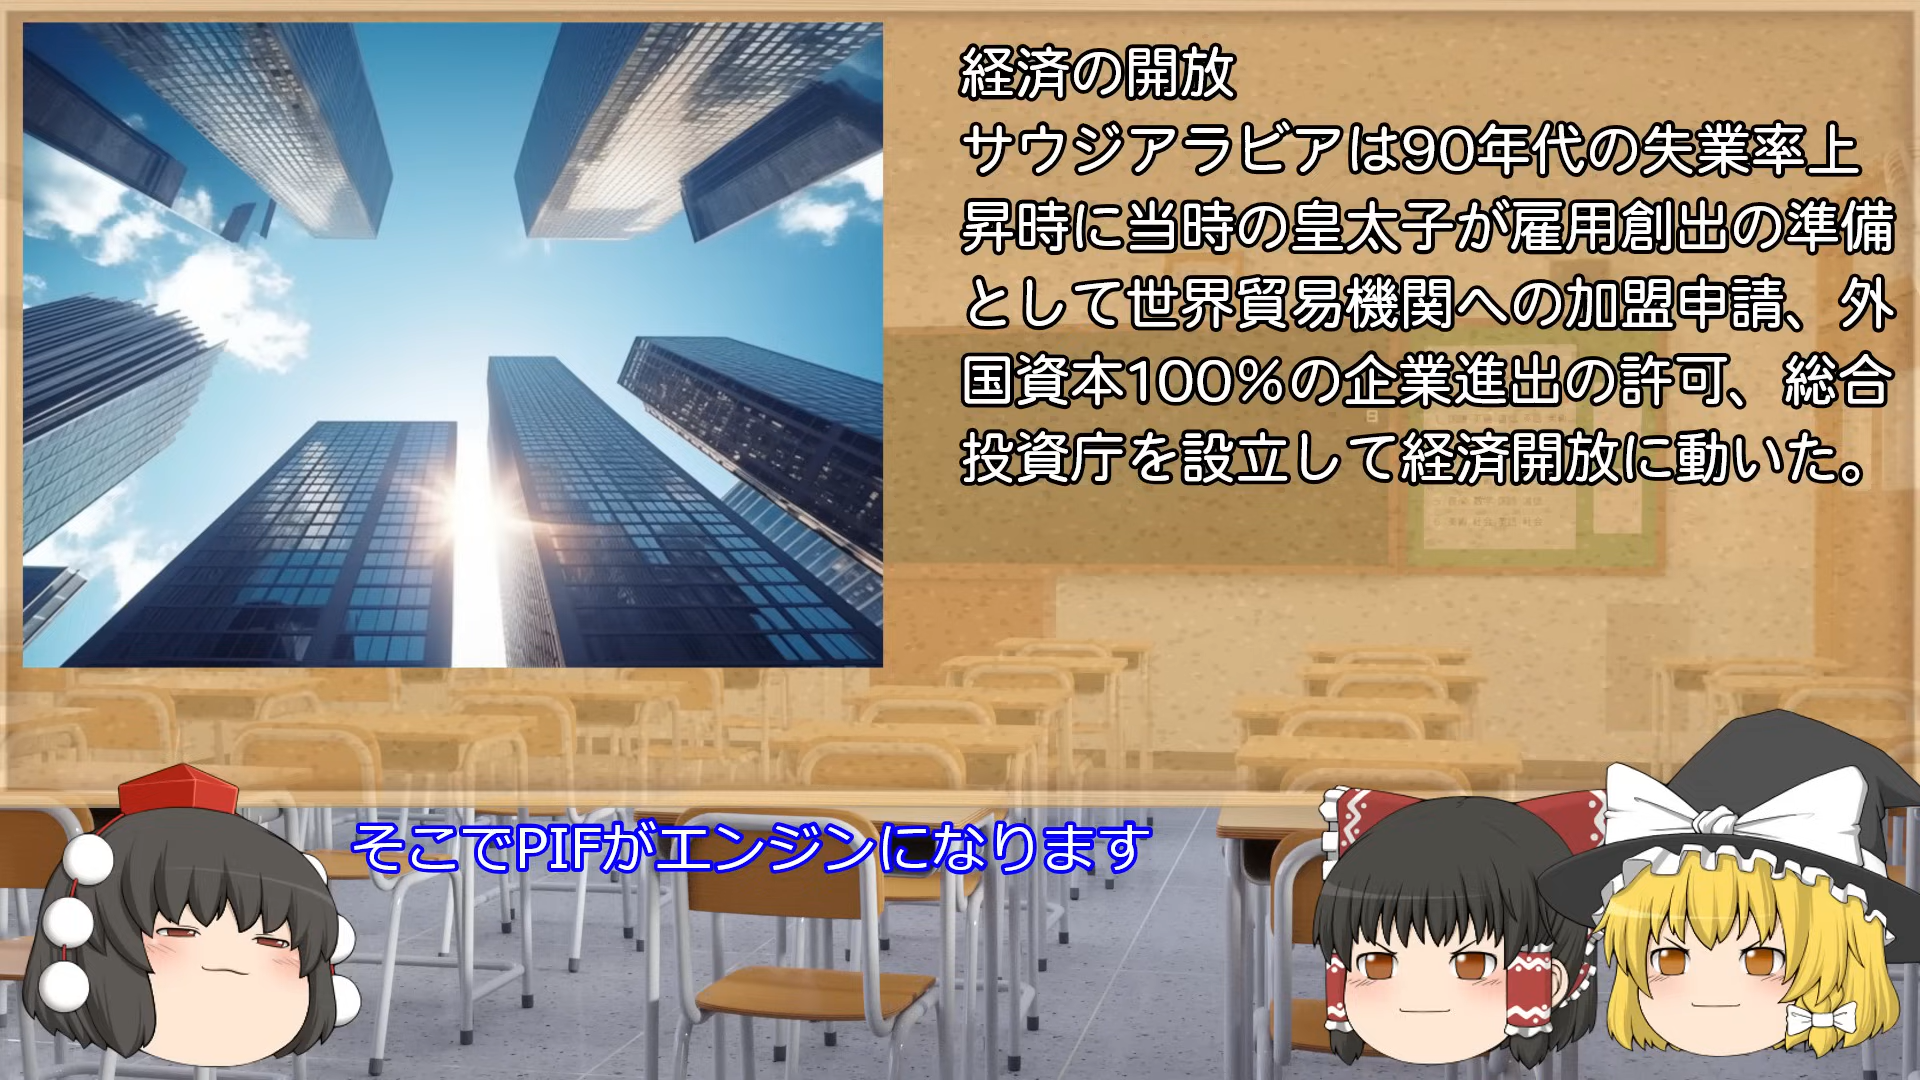 経済の開放
サウジアラビアは90年代の失業率上
昇時に当時の皇太子が雇用創出の準備
として世界貿易機関への加盟申請、外
国資本100％の企業進出の許可、総合
投資庁を設立して経済開放に動いた。
そこでPIFがエンジンになります